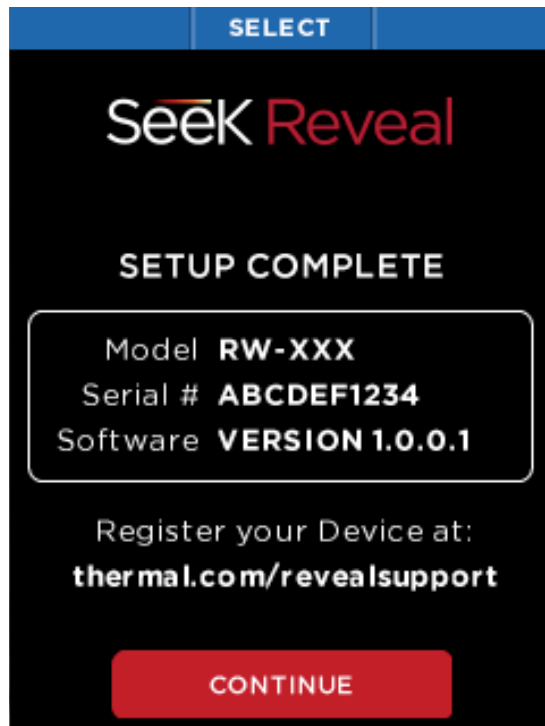 SELECT
Seek Reveal
SETUP COMPLETE
Model RW-XXX
Serial # ABCDEF1234
Software VERSION 1.0.0.1
Register your Device at:
thermal.com/revealsupport
CONTINUE